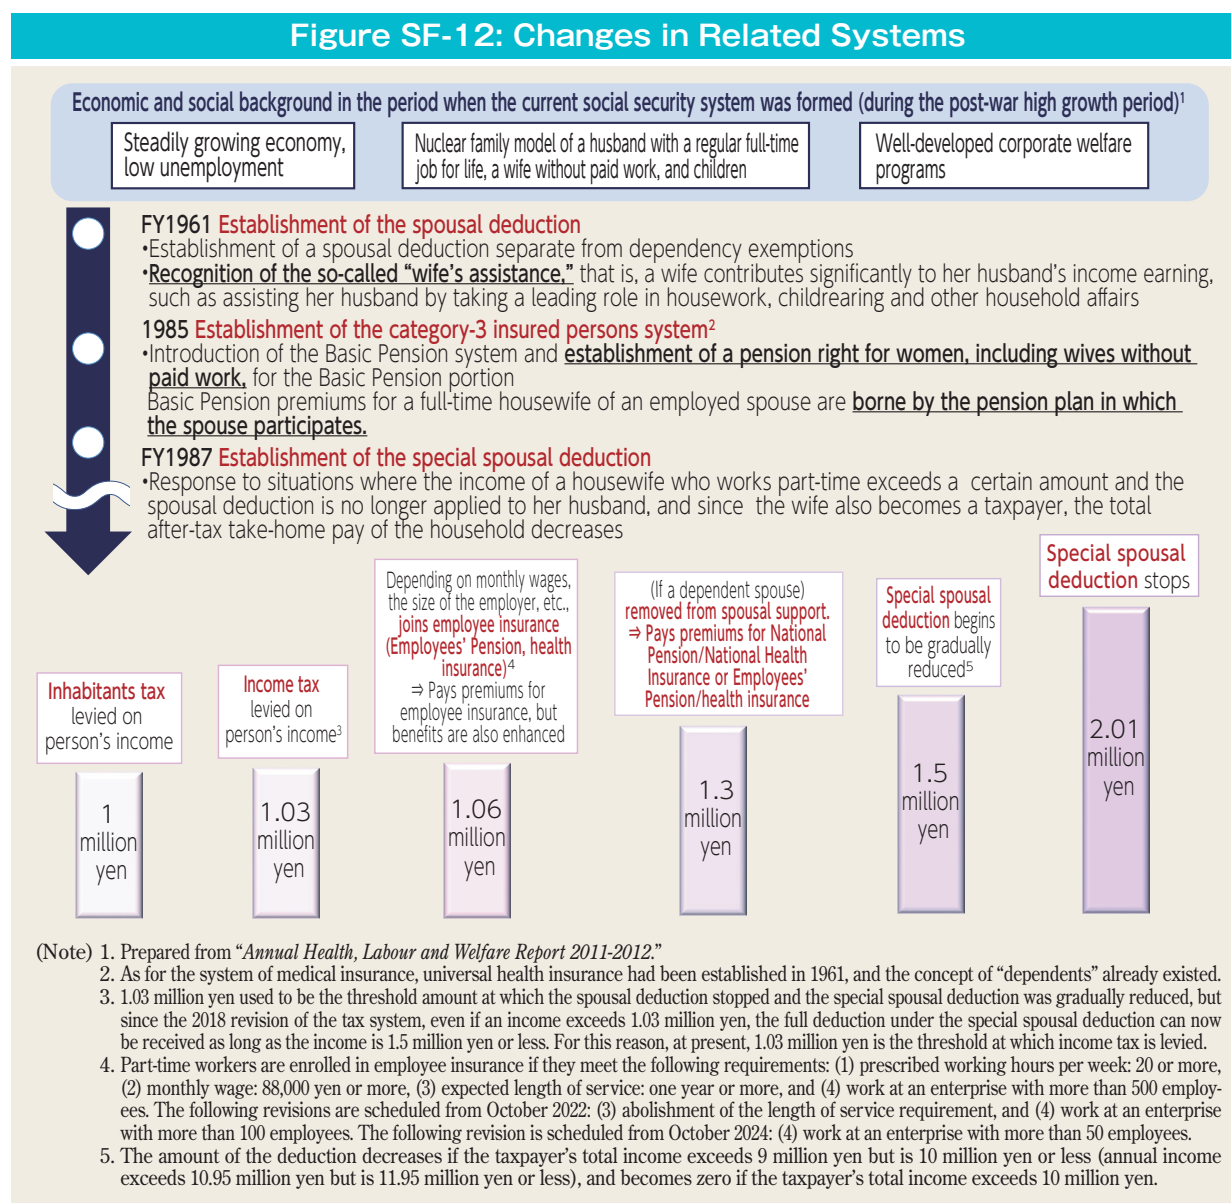 Figure SF-12: Changes in Related Systems
Economic and social background in the period when the current social security system was formed (during the post-war high growth period)1
Steadily growing economy,
low unemployment
Nuclear family model of a husband with a regular full-time
job for life, a wife without paid work, and children
Well-developed corporate welfare
programs
FY1961 Establishment of the spousal deduction
•Establishment of a spousal deduction separate from dependency exemptions
•Recognition of the so-called “wife’s assistance,” that is, a wife contributes significantly to her husband’s income earning,
such as assisting her husband by taking a leading role in housework, childrearing and other household affairs
1985 Establishment of the category-3 insured persons system2
•Introduction of the Basic Pension system and establishment of a pension right for women, including wives without
paid work, for the Basic Pension portion
Basic Pension premiums for a full-time housewife of an employed spouse are borne by the pension plan in which
the spouse participates.
FY1987 Establishment of the special spousal deduction
•Response to situations where the income of a housewife who works part-time exceeds a certain amount and the
spousal deduction is no longer applied to her husband, and since the wife also becomes a taxpayer, the total
after-tax take-home pay of the household decreases
Inhabitants tax
levied on
person’s income
1
million
yen
Income tax
levied on
person’s income3
1.03
million
yen
Depending on monthly wages,
the size of the employer, etc.,
joins employee insurance
(Employees’ Pension, health
insurance)4
⇒ Pays premiums for
employee insurance, but
benefits are also enhanced
1.06
million
yen
(If a dependent spouse)
removed from spousal support.
⇒ Pays premiums for National
Pension/National Health
Insurance or Employees’
Pension/health insurance
1.3
million
yen
Special spousal
deduction begins
to be gradually
reduced5
1.5
million
yen
Special spousal
deduction stops
2.01
million
yen
(Note) 1. Prepared from “Annual Health, Labour and Welfare Report 2011-2012.”
2. As for the system of medical insurance, universal health insurance had been established in 1961, and the concept of “dependents” already existed.
3. 1.03 million yen used to be the threshold amount at which the spousal deduction stopped and the special spousal deduction was gradually reduced, but
since the 2018 revision of the tax system, even if an income exceeds 1.03 million yen, the full deduction under the special spousal deduction can now
be received as long as the income is 1.5 million yen or less. For this reason, at present, 1.03 million yen is the threshold at which income tax is levied.
4. Part-time workers are enrolled in employee insurance if they meet the following requirements: (1) prescribed working hours per week: 20 or more,
(2) monthly wage: 88,000 yen or more, (3) expected length of service: one year or more, and (4) work at an enterprise with more than 500 employ-
ees. The following revisions are scheduled from October 2022: (3) abolishment of the length of service requirement, and (4) work at an enterprise
with more than 100 employees. The following revision is scheduled from October 2024: (4) work at an enterprise with more than 50 employees.
5. The amount of the deduction decreases if the taxpayer’s total income exceeds 9 million yen but is 10 million yen or less (annual income
exceeds 10.95 million yen but is 11.95 million yen or less), and becomes zero if the taxpayer’s total income exceeds 10 million yen.